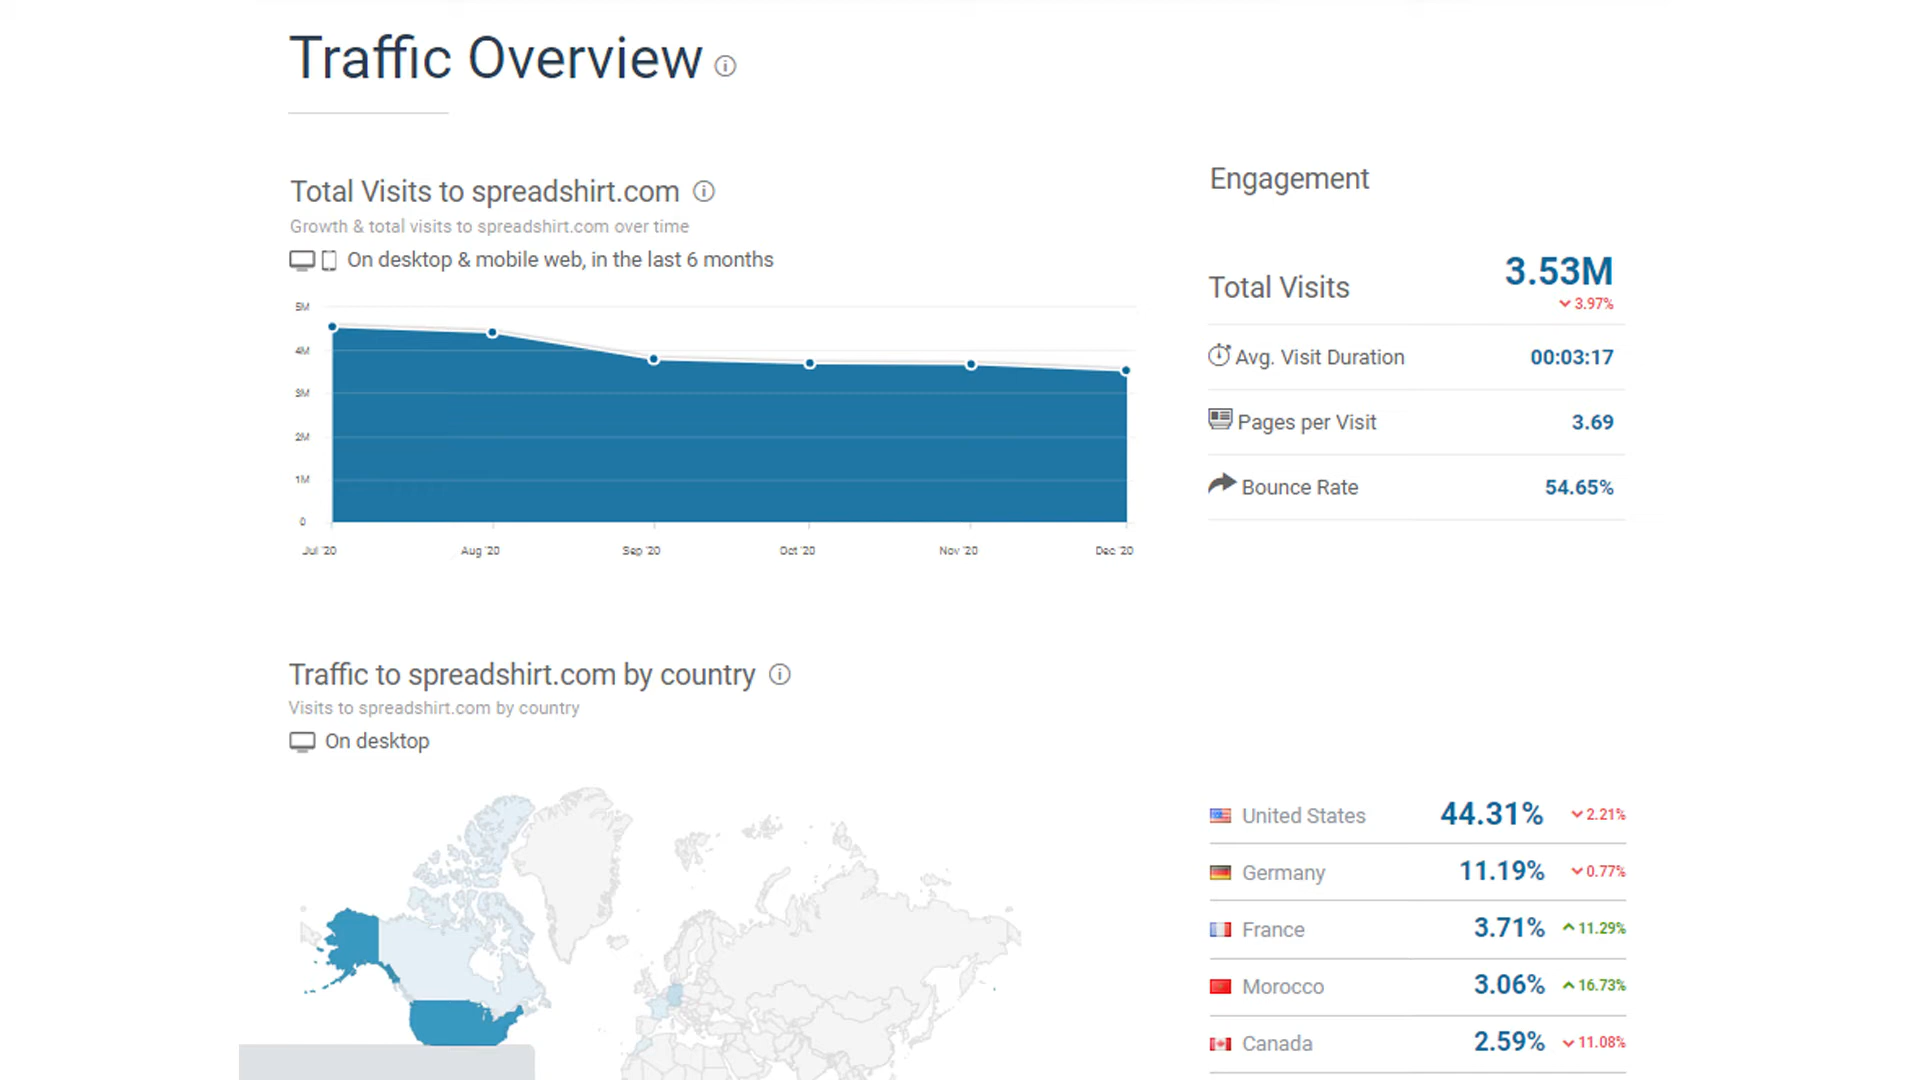 Traffic Overview
Total Visits to spreadshirt.com
Growth & total visits to spreadshirt.com over time
On desktop & mobile web, in the last 6 months
5M
4M
3M
2M
1M
0
Jul '20 Aug '20 Sep '20 Oct '20 Nov '20 Dec '20
Engagement
Total Visits 3.53M
3.97%
Avg. Visit Duration 00:03:17
Pages per Visit 3.69
Bounce Rate 54.65%
Traffic to spreadshirt.com by country
Visits to spreadshirt.com by country
On desktop
United States 44.31% 2.21%
Germany 11.19% 0.77%
France 3.71% 11.29%
Morocco 3.06% 16.73%
Canada 2.59% 11.08%